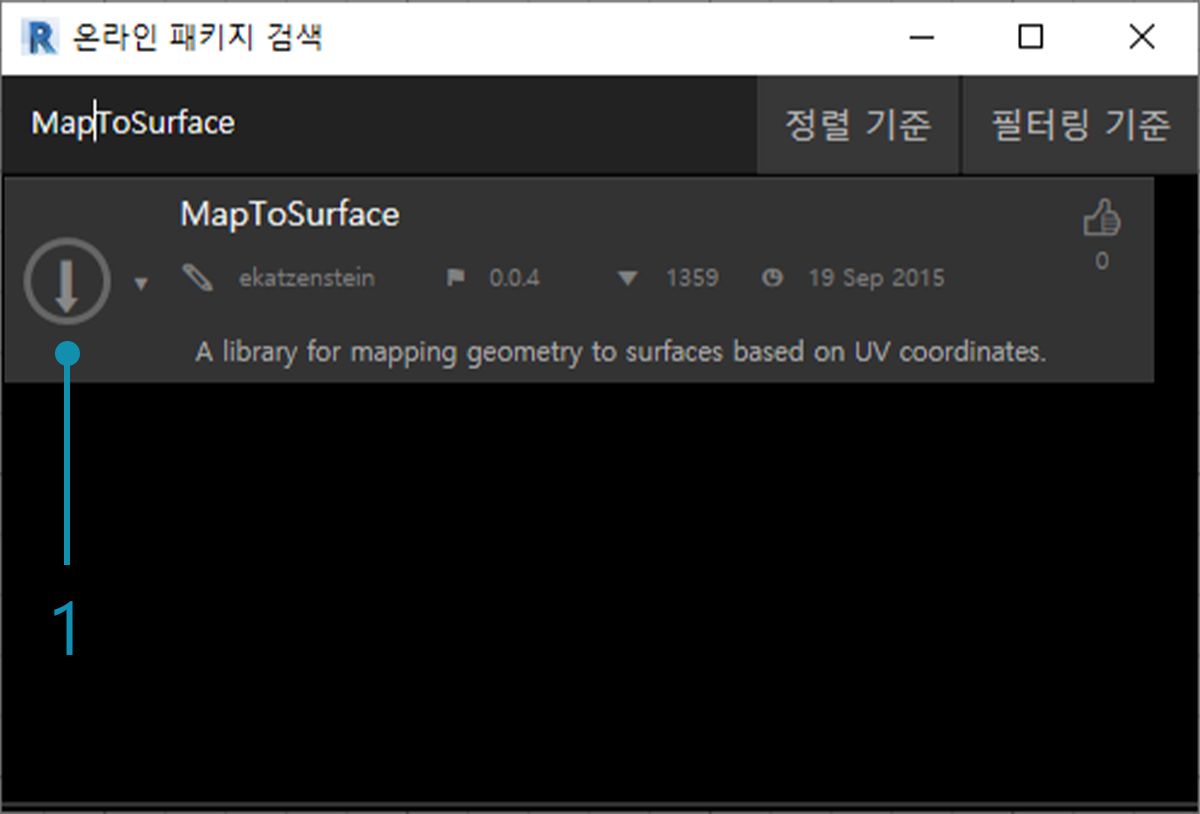 온라인 패키지 검색
MapToSurface 정렬 기준 필터링 기준
MapToSurface
ekatzenstein 0.0.4 1359 19 Sep 2015 0
A library for mapping geometry to surfaces based on UV coordinates.
1